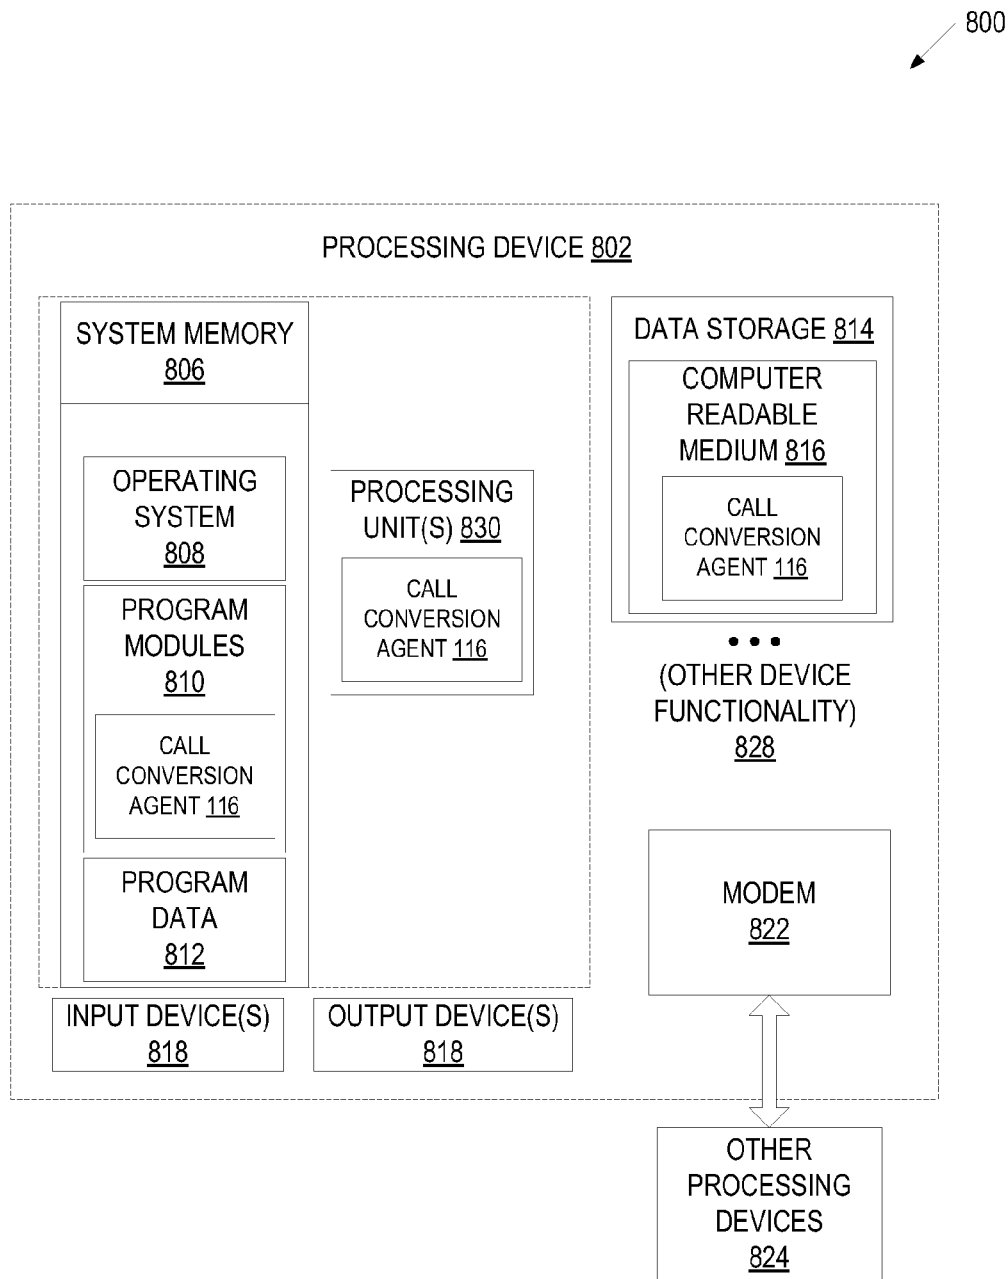 800
PROCESSING DEVICE 802
SYSTEM MEMORY
806
OPERATING
SYSTEM
808
PROGRAM
MODULES
810
CALL
CONVERSION
AGENT 116
PROGRAM
DATA
812
PROCESSING
UNIT(S) 830
CALL
CONVERSION
AGENT 116
DATA STORAGE 814
COMPUTER
READABLE
MEDIUM 816
CALL
CONVERSION
AGENT 116
(OTHER DEVICE
FUNCTIONALITY)
828
MODEM
822
INPUT DEVICE(S)
818
OUTPUT DEVICE(S)
818
OTHER
PROCESSING
DEVICES
824